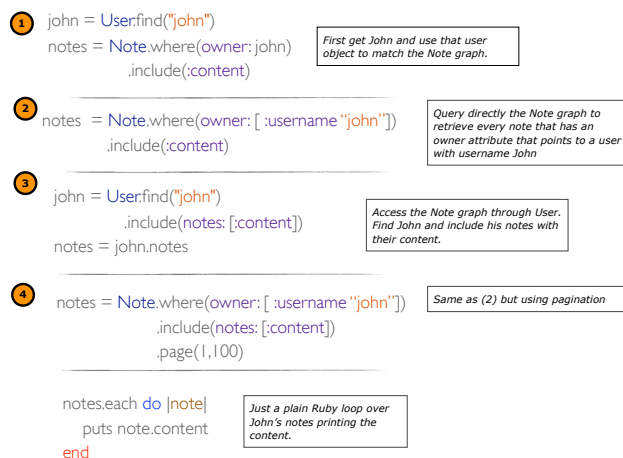 1
john = User.find("john")
notes = Note.where(owner: john)
.include(:content)
First get John and use that user
object to match the Note graph.
2
notes = Note.where(owner: [ :username “john”])
.include(:content)
Query directly the Note graph to
retrieve every note that has an
owner attribute that points to a user
with username John
3
john = User.find("john")
.include(notes: [:content])
notes = john.notes
Access the Note graph through User.
Find John and include his notes with
their content.
4
notes = Note.where(owner: [ :username “john”])
.include(notes: [:content])
.page(1,100)
Same as (2) but using pagination
notes.each do |note|
puts note.content
end
Just a plain Ruby loop over
John’s notes printing the
content.